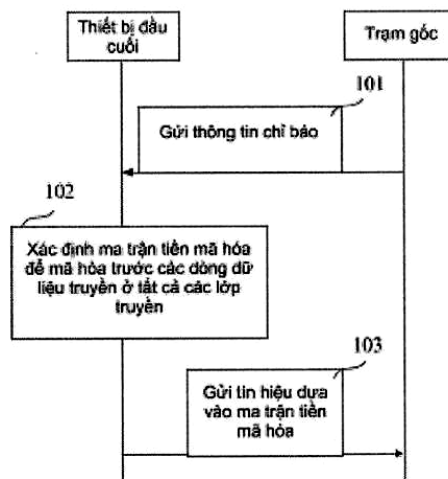 Thiết bị đầu
cuối
Trạm gốc
101
Gửi thông tin chỉ báo
102
Xác định ma trận tiền mã hóa
để mã hóa trước các dòng dữ
liệu truyền ở tất cả các lớp
truyền
103
Gửi tín hiệu dựa
vào ma trận tiền
mã hóa